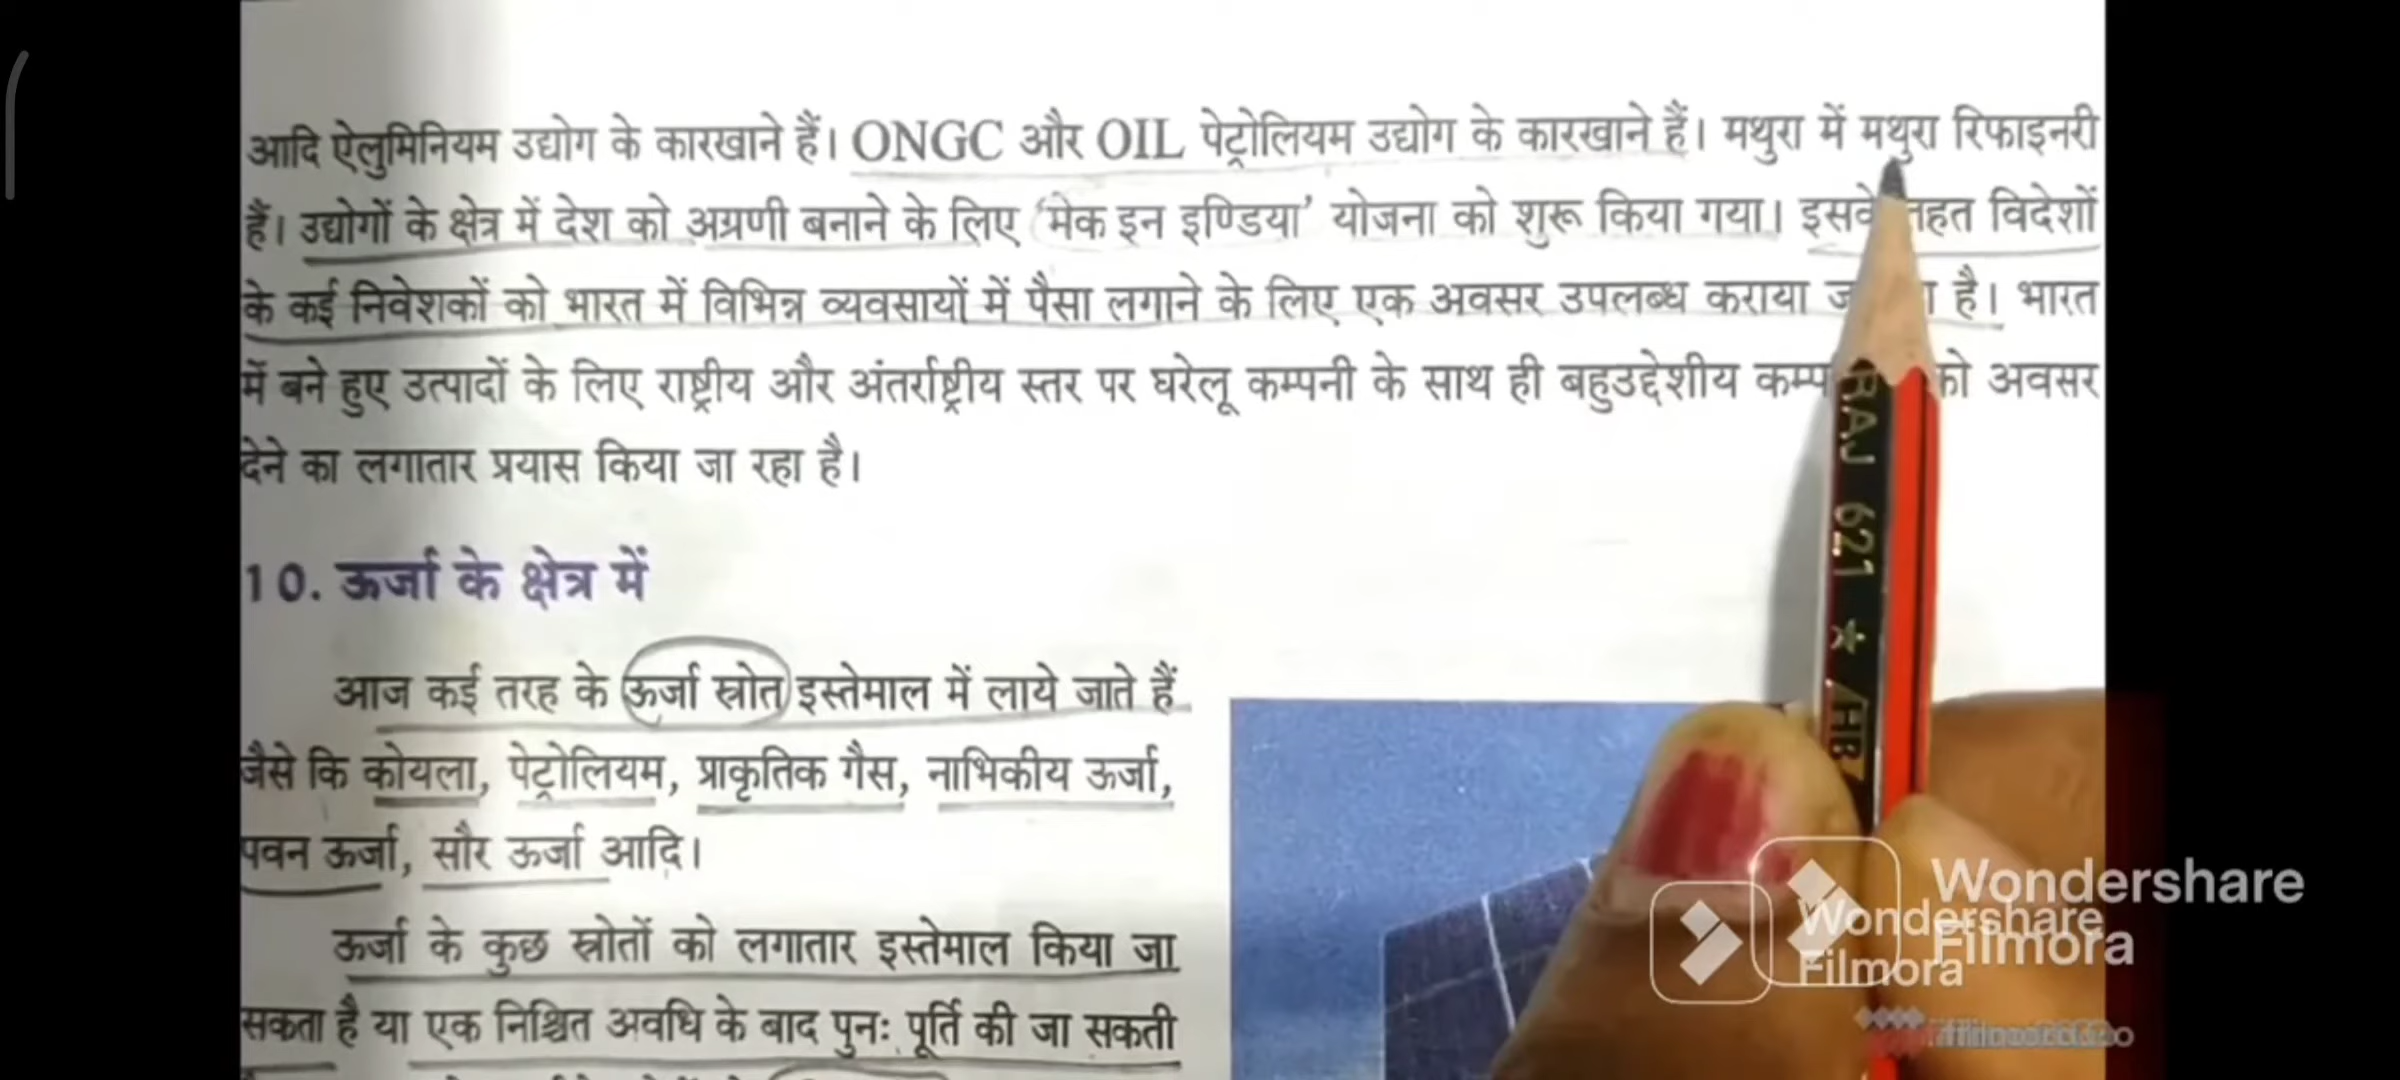 आदि ऐलुमिनियम उद्योग के कारखाने हैं। ONGC और OIL पेट्रोलियम उद्योग के कारखाने हैं। मथुरा में मथुरा रिफाइनरी
हैं। उद्योगों के क्षेत्र में देश को अग्रणी बनाने के लिए 'मेक इन इण्डिया' योजना को शुरू किया गया। विदेशों
के कई निवेशकों को भारत में विभिन्न व्यवसायों में पैसा लगाने के लिए एक अवसर उपलब्ध कराया है। भारत
में बने हुए उत्पादों के लिए राष्ट्रीय और अंतर्राष्ट्रीय स्तर पर घरेलू कम्पनी के साथ ही बहुउद्देशीय को अवसर
देने का लगातार प्रयास किया जा रहा है।
10. ऊर्जा के क्षेत्र में
आज कई तरह के ऊर्जा स्रोत इस्तेमाल में लाये जाते हैं
जैसे कि कोयला, पेट्रोलियम, प्राकृतिक गैस, नाभिकीय ऊर्जा,
पवन ऊर्जा, सौर ऊर्जा आदि।
ऊर्जा के कुछ स्रोतों को लगातार इस्तेमाल किया जा
सकता है या एक निश्चित अवधि के बाद पुनः पूर्ति की जा सकती
RAJ 621 ★ HB
Wondershare
Filmora
Wondershare
Filmora